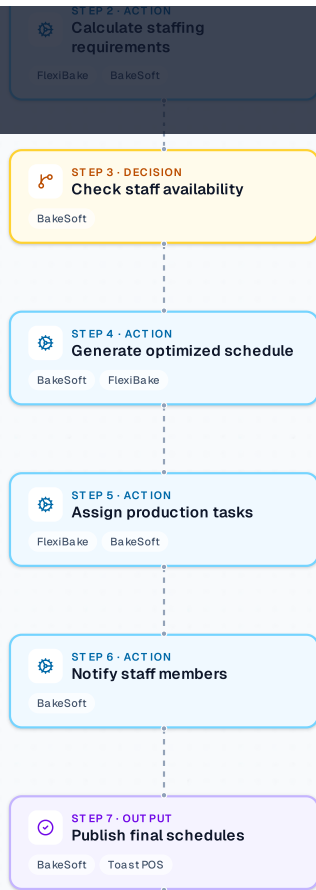 STEP 2 · ACTION
Calculate staffing
requirements
FlexiBake BakeSoft
STEP 3 · DECISION
Check staff availability
BakeSoft
STEP 4 · ACTION
Generate optimized schedule
BakeSoft FlexiBake
STEP 5 · ACTION
Assign production tasks
FlexiBake BakeSoft
STEP 6 · ACTION
Notify staff members
BakeSoft
STEP 7 · OUTPUT
Publish final schedules
BakeSoft Toast POS